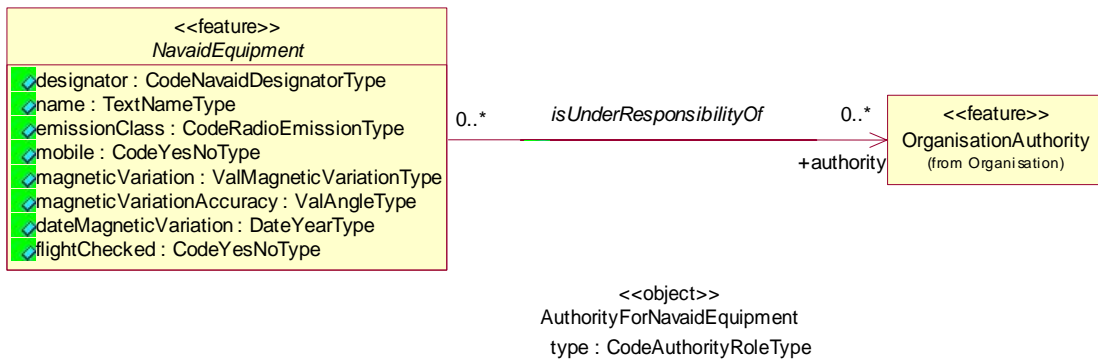 <<feature>>
NavaidEquipment
designator : CodeNavaidDesignatorType
name : TextNameType
emissionClass : CodeRadioEmissionType
mobile : CodeYesNoType
magneticVariation : ValMagneticVariationType
magneticVariationAccuracy : ValAngleType
dateMagneticVariation : DateYearType
flightChecked : CodeYesNoType
0..* isUnderResponsibilityOf 0..*
+authority
<<feature>>
OrganisationAuthority
(from Organisation)
<<object>>
AuthorityForNavaidEquipment
type : CodeAuthorityRoleType